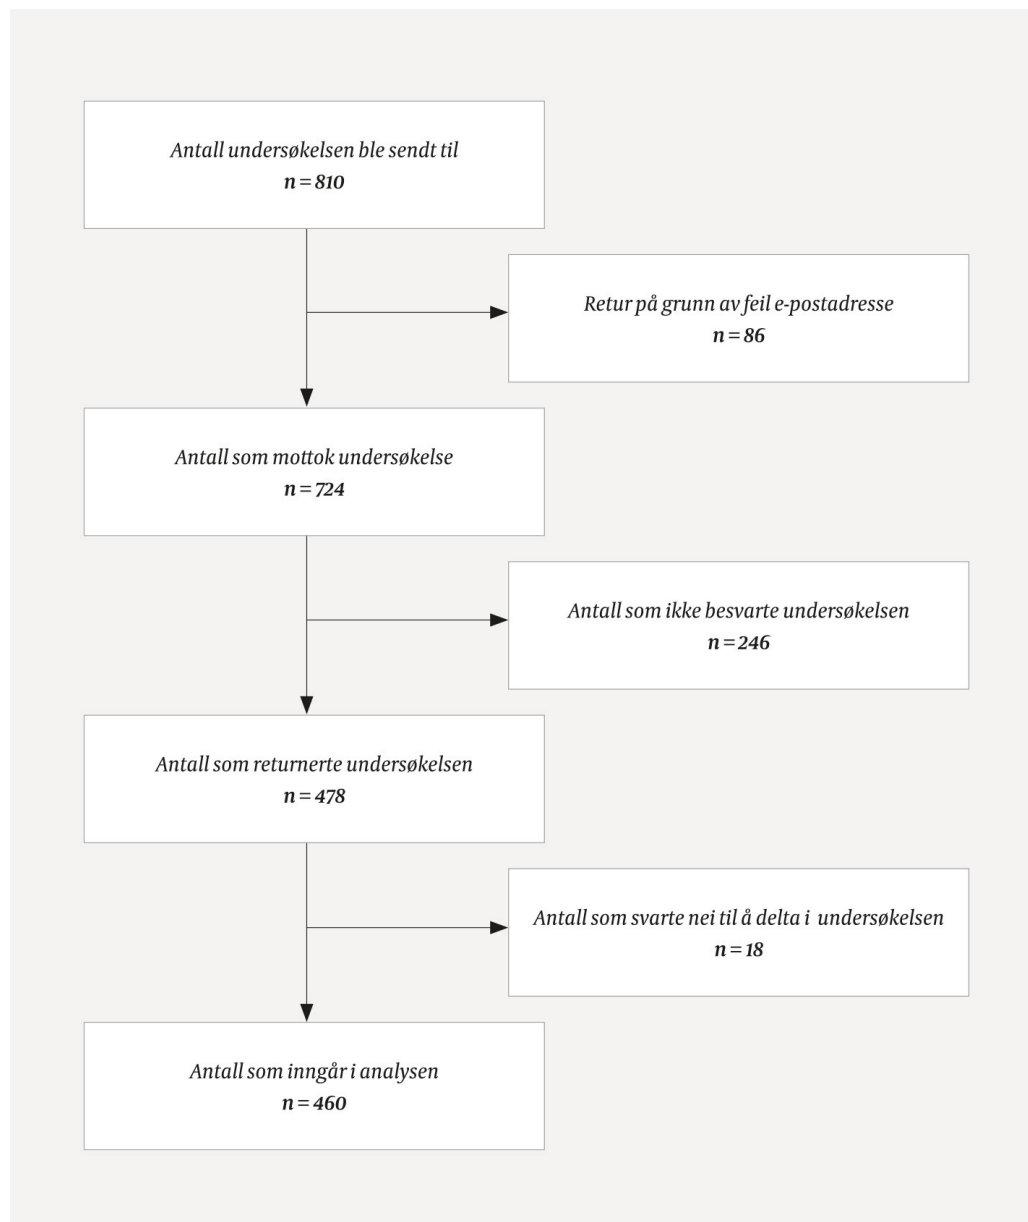 Antall undersøkelsen ble sendt til
n = 810
Retur på grunn av feil e-postadresse
n = 86
Antall som mottok undersøkelse
n = 724
Antall som ikke besvarte undersøkelsen
n = 246
Antall som returnerte undersøkelsen
n = 478
Antall som svarte nei til å delta i undersøkelsen
n = 18
Antall som inngår i analysen
n = 460